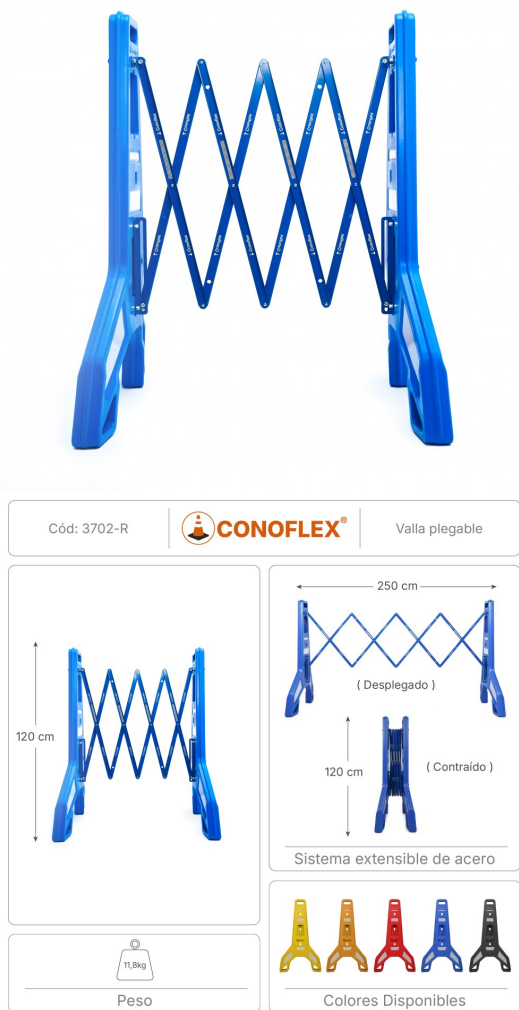 Cód: 3702-R
CONOFLEX®
Valla plegable
250 cm
( Desplegado )
120 cm
120 cm
( Contraído )
Sistema extensible de acero
11,8kg
Peso
Colores Disponibles